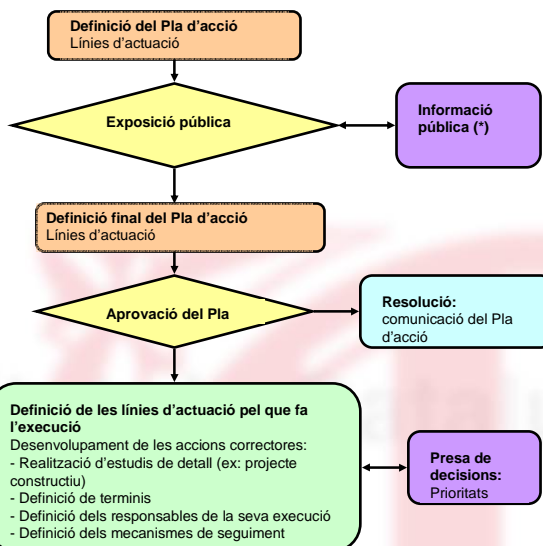 Definició del Pla d'acció
Línies d'actuació
Exposició pública
Informació
pública (*)
Definició final del Pla d'acció
Línies d'actuació
Aprovació del Pla
Resolució:
comunicació del Pla
d'acció
Definició de les línies d'actuació pel que fa
l'execució
Desenvolupament de les accions correctores:
- Realització d'estudis de detall (ex: projecte
constructiu)
- Definició de terminis
- Definició dels responsables de la seva execució
- Definició dels mecanismes de seguiment
Presa de
decisions:
Prioritats